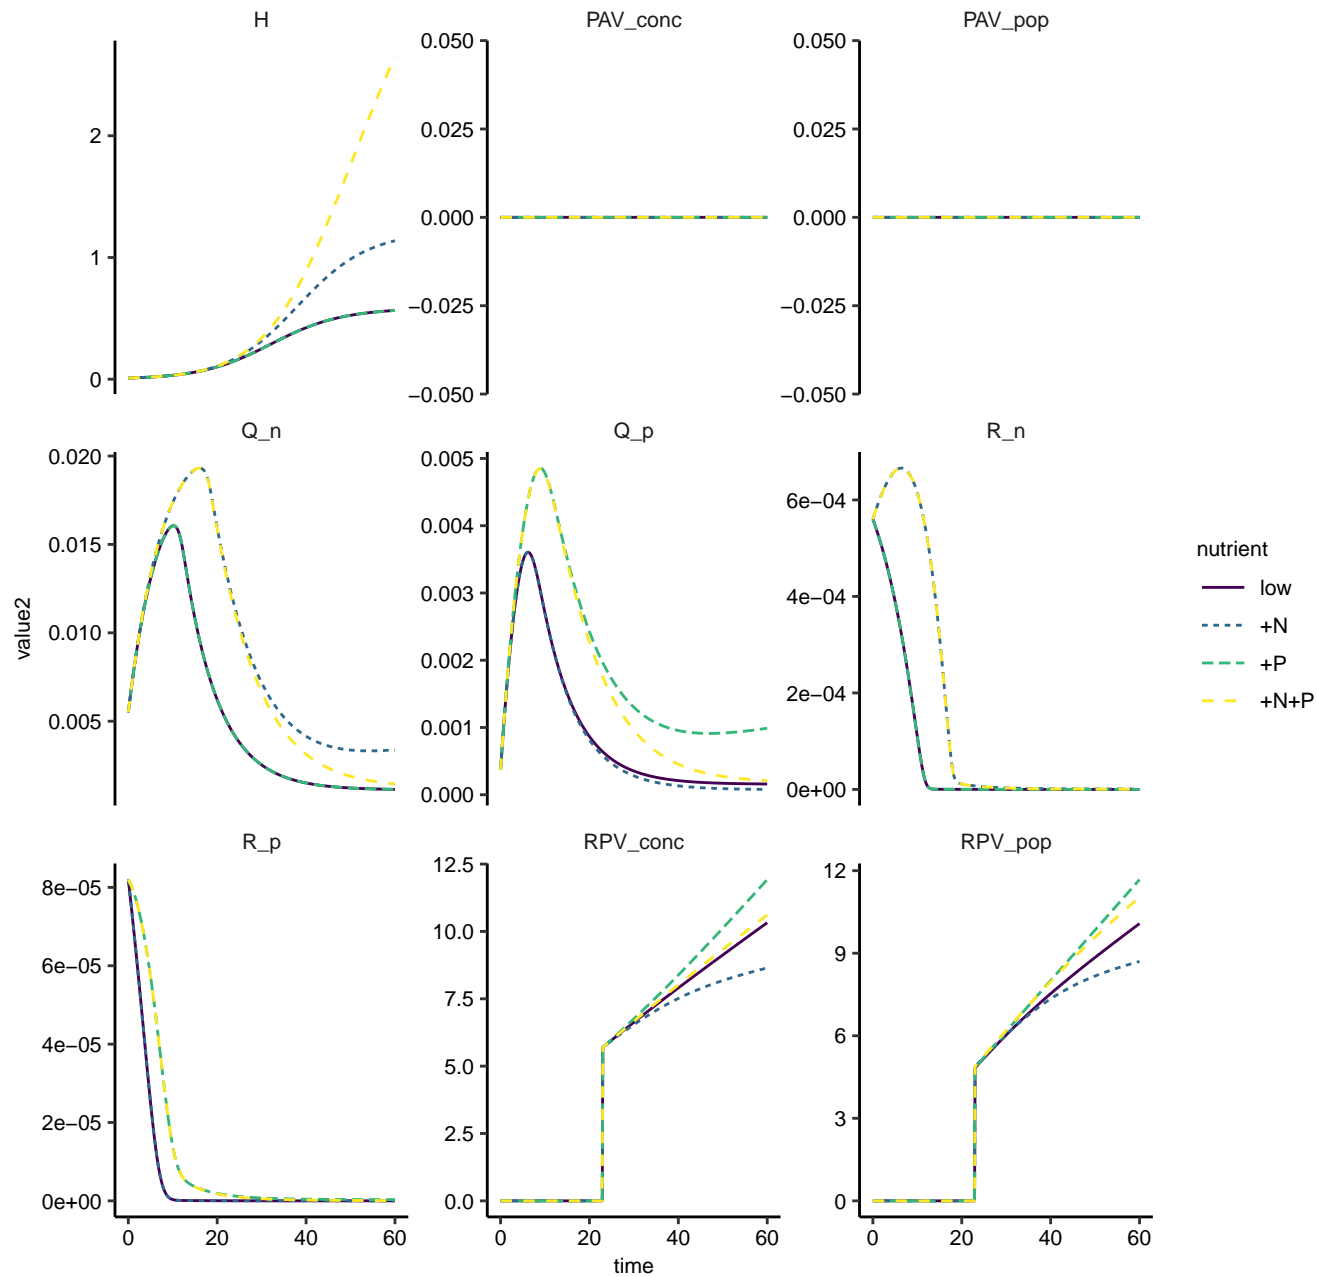 H PAV_conc PAV_pop
0.050 0.050
2 0.025 0.025
1 0.000 0.000
−0.025 −0.025
0 −0.050 −0.050
Q_n Q_p R_n
0.020 0.005 6e−04
0.015 0.004 4e−04
0.010 0.003 2e−04
0.005 0.002 0e+00
0.001
0.000
R_p RPV_conc RPV_pop
8e−05 12.5 12
6e−05 10.0 9
4e−05 7.5 6
2e−05 5.0 3
0e+00 2.5 0
0.0
0 20 40 60 0 20 40 60 0 20 40 60
time
value2
nutrient
low
+N
+P
+N+P